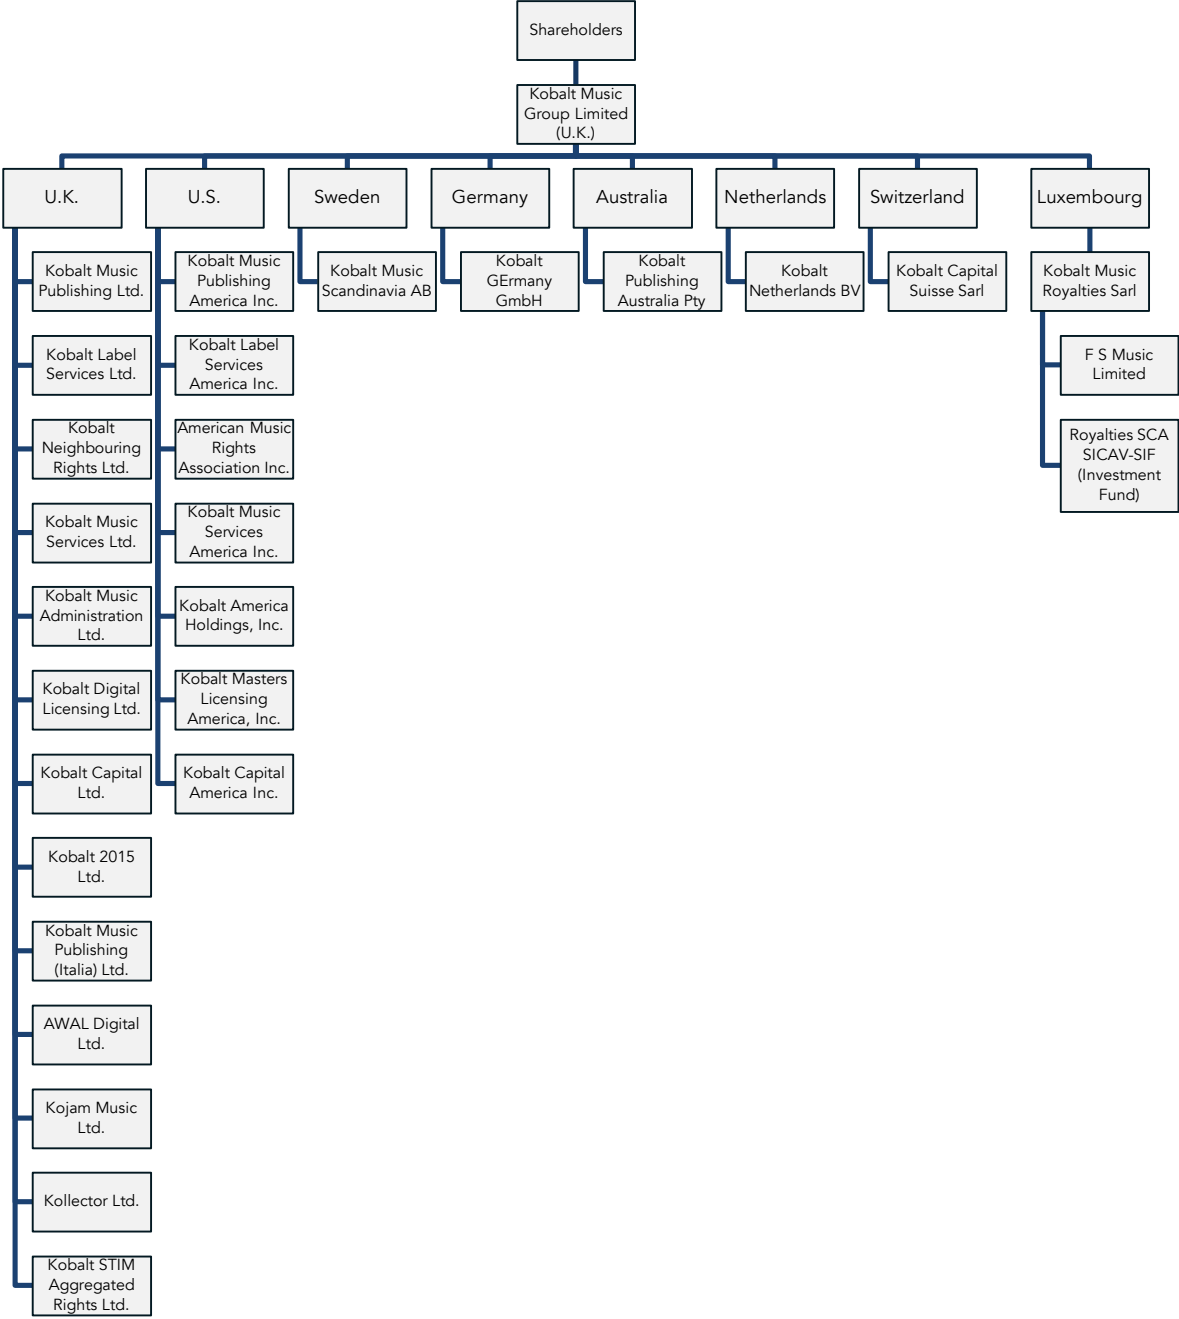 Shareholders
Kobalt Music
Group Limited
(U.K.)
U.K.
U.S.
Sweden
Germany
Australia
Netherlands
Switzerland
Luxembourg
Kobalt Music
Publishing Ltd.
Kobalt Label
Services Ltd.
Kobalt
Neighbouring
Rights Ltd.
Kobalt Music
Services Ltd.
Kobalt Music
Administration
Ltd.
Kobalt Digital
Licensing Ltd.
Kobalt Capital
Ltd.
Kobalt 2015
Ltd.
Kobalt Music
Publishing
(Italia) Ltd.
AWAL Digital
Ltd.
Kojam Music
Ltd.
Kollector Ltd.
Kobalt STIM
Aggregated
Rights Ltd.
Kobalt Music
Publishing
America Inc.
Kobalt Label
Services
America Inc.
American Music
Rights
Association Inc.
Kobalt Music
Services
America Inc.
Kobalt America
Holdings, Inc.
Kobalt Masters
Licensing
America, Inc.
Kobalt Capital
America Inc.
Kobalt Music
Scandinavia AB
Kobalt
GErmany
GmbH
Kobalt
Publishing
Australia Pty
Kobalt
Netherlands BV
Kobalt Capital
Suisse Sarl
Kobalt Music
Royalties Sarl
F S Music
Limited
Royalties SCA
SICAV-SIF
(Investment
Fund)